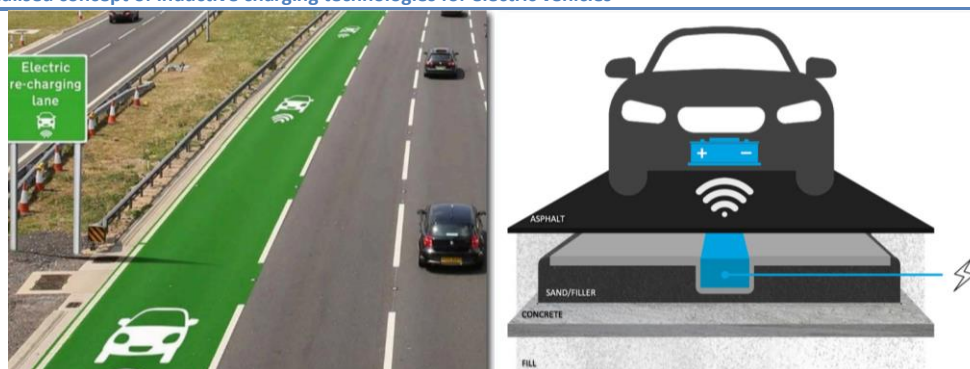 Electric
re-charging
lane
+ −
ASPHALT
SAND/FILLER
CONCRETE
FILL